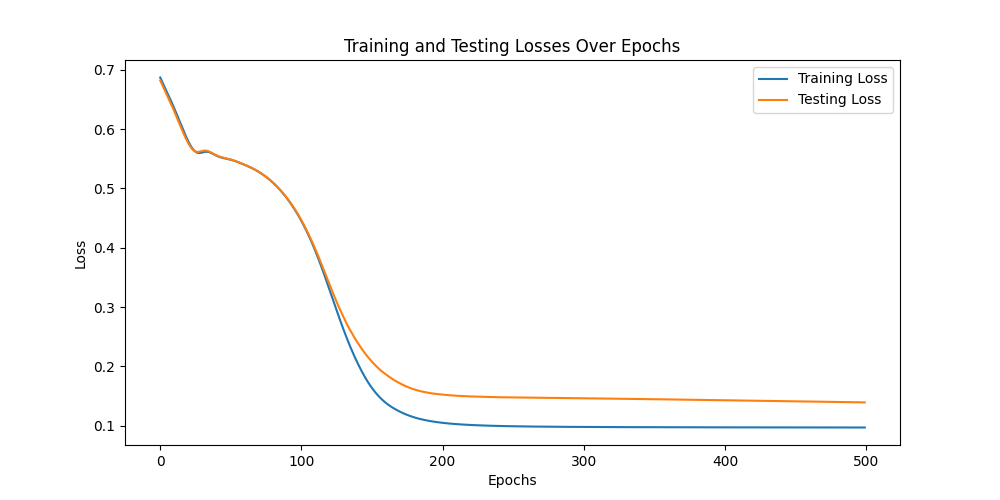 Training and Testing Losses Over Epochs
Training Loss
Testing Loss
Loss
0.7
0.6
0.5
0.4
0.3
0.2
0.1
0 100 200 300 400 500
Epochs